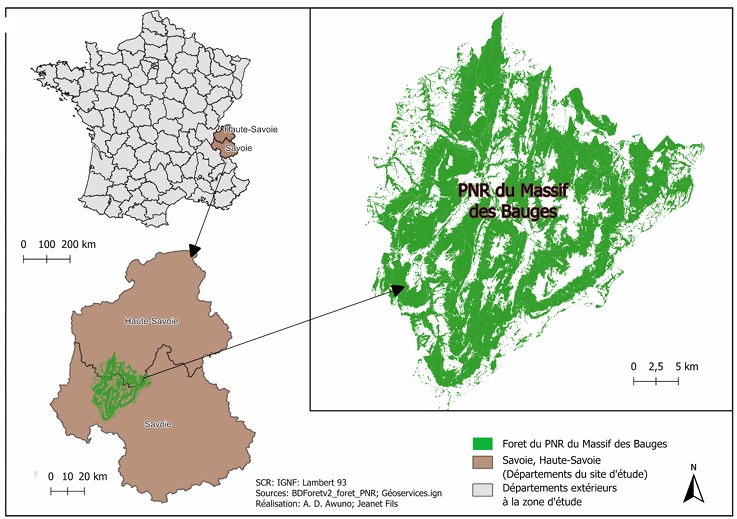 Haute-Savoie
Savoie
0 100 200 km
PNR du Massif
des Bauges
0 2,5 5 km
Haute-Savoie
Savoie
0 10 20 km
Foret du PNR du Massif des Bauges
Savoie, Haute-Savoie
(Départements du site d'étude)
Départements extérieurs
à la zone d'étude
N
SCR: IGNF: Lambert 93
Sources: BDForetv2_foret_PNR; Géoservices.ign
Réalisation: A. D. Awuno; Jeanet Fils